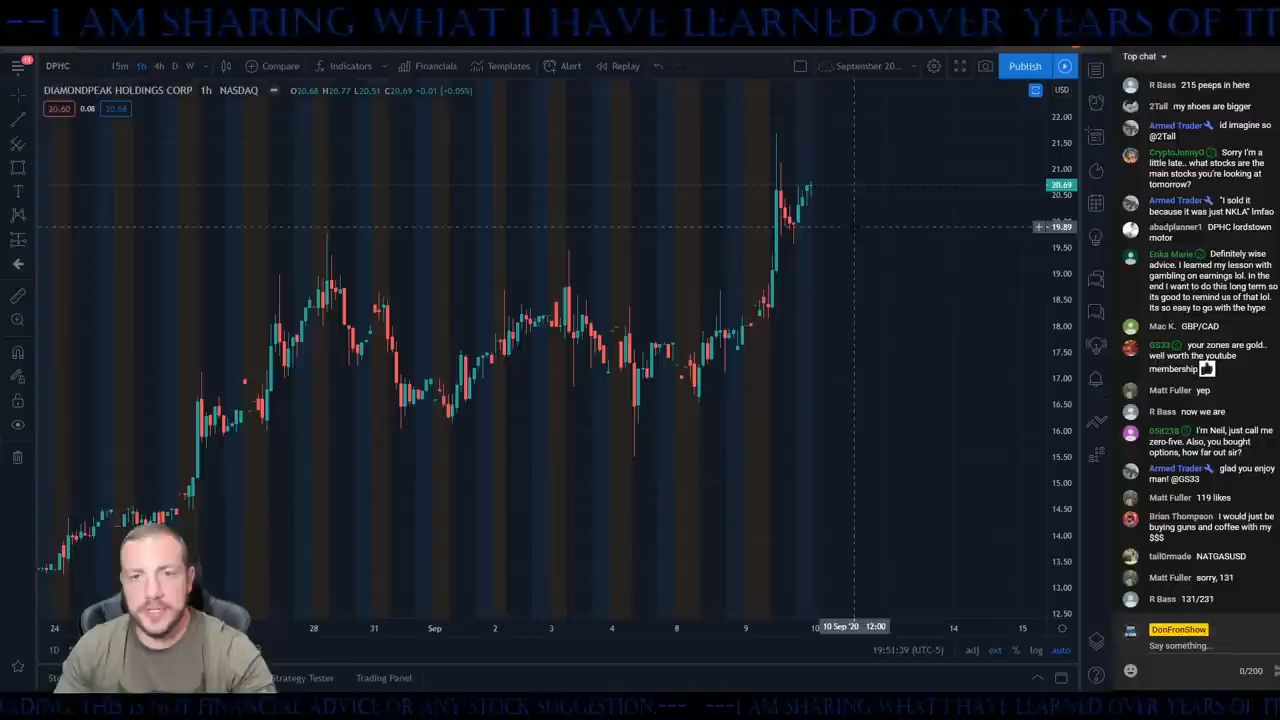 --I AM SHARING WHAT I HAVE LEARNED OVER YEARS OF
DPHC 15m 1h 4h D W Compare Indicators Financials Templates Alert Replay September 20... Publish
DIAMONDPEAK HOLDINGS CORP 1h NASDAQ O20.68 H20.77 L20.51 C20.69 +0.01 (+0.05%) USD
20.60 0.08 20.68
22.00
21.50
21.00
20.69
20.50
19.89
19.50
19.00
18.50
18.00
17.50
17.00
16.50
16.00
15.50
15.00
14.50
14.00
13.50
13.00
12.50
24 28 31 Sep 2 3 4 8 9 10 10 Sep '20 12:00 14 15
1D 19:51:39 (UTC-5) adj ext % log auto
Strategy Tester Trading Panel
Top chat
R Bass 215 peeps in here
2Tall my shoes are bigger
Armed Trader id imagine so
@2Tall
CryptoJonnyO Sorry I'm a
little late.. what stocks are the
main stocks you're looking at
tomorrow?
Armed Trader "I sold it
because it was just NKLA" lmfao
abadplanner1 DPHC lordstown
motor
Erika Marie Definitely wise
advice. I learned my lesson with
gambling on earnings lol. In the
end I want to do this long term so
its good to remind us of that lol.
Its so easy to go with the hype
Mac K. GBP/CAD
GS33 your zones are gold..
well worth the youtube
membership
Matt Fuller yep
R Bass now we are
05it23B I'm Neil, just call me
zero-five. Also, you bought
options, how far out sir?
Armed Trader glad you enjoy
man! @GS33
Matt Fuller 119 likes
Brian Thompson I would just be
buying guns and coffee with my
$$$
tail0rmade NATGASUSD
Matt Fuller sorry, 131
R Bass 131/231
DonFronShow
Say something...
0/200
THIS IS NOT FINANCIAL ADVICE OR ANY STOCK SUGGESTION.--- ---I AM SHARING WHAT I HAVE LEARNED OVER YEARS OF